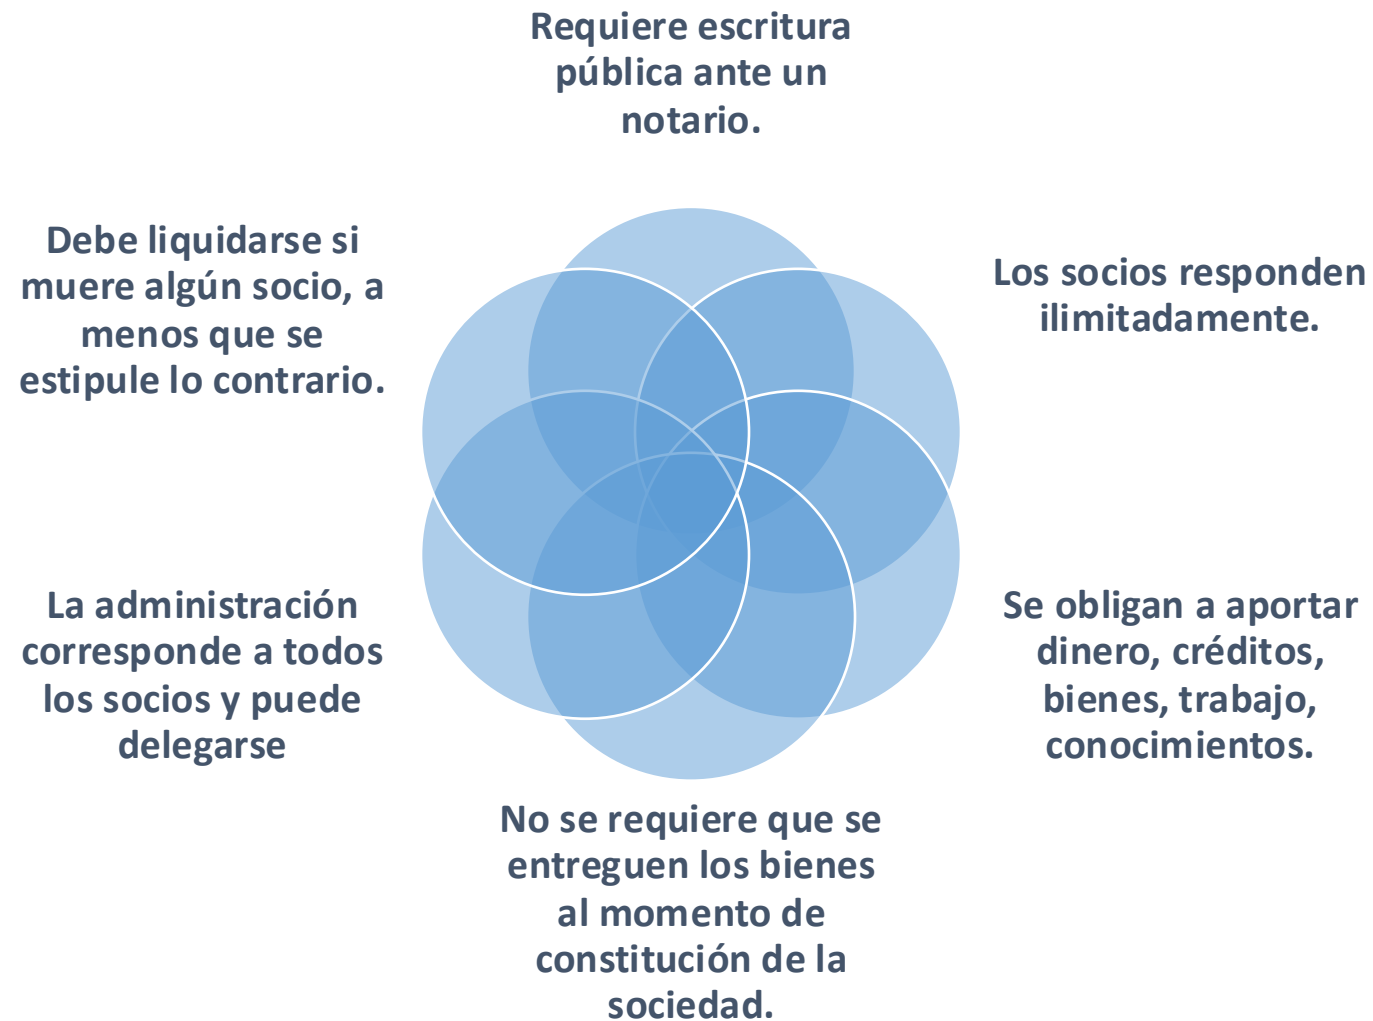 Requiere escritura
pública ante un
notario.
Los socios responden
ilimitadamente.
Se obligan a aportar
dinero, créditos,
bienes, trabajo,
conocimientos.
No se requiere que se
entreguen los bienes
al momento de
constitución de la
sociedad.
La administración
corresponde a todos
los socios y puede
delegarse
Debe liquidarse si
muere algún socio, a
menos que se
estipule lo contrario.